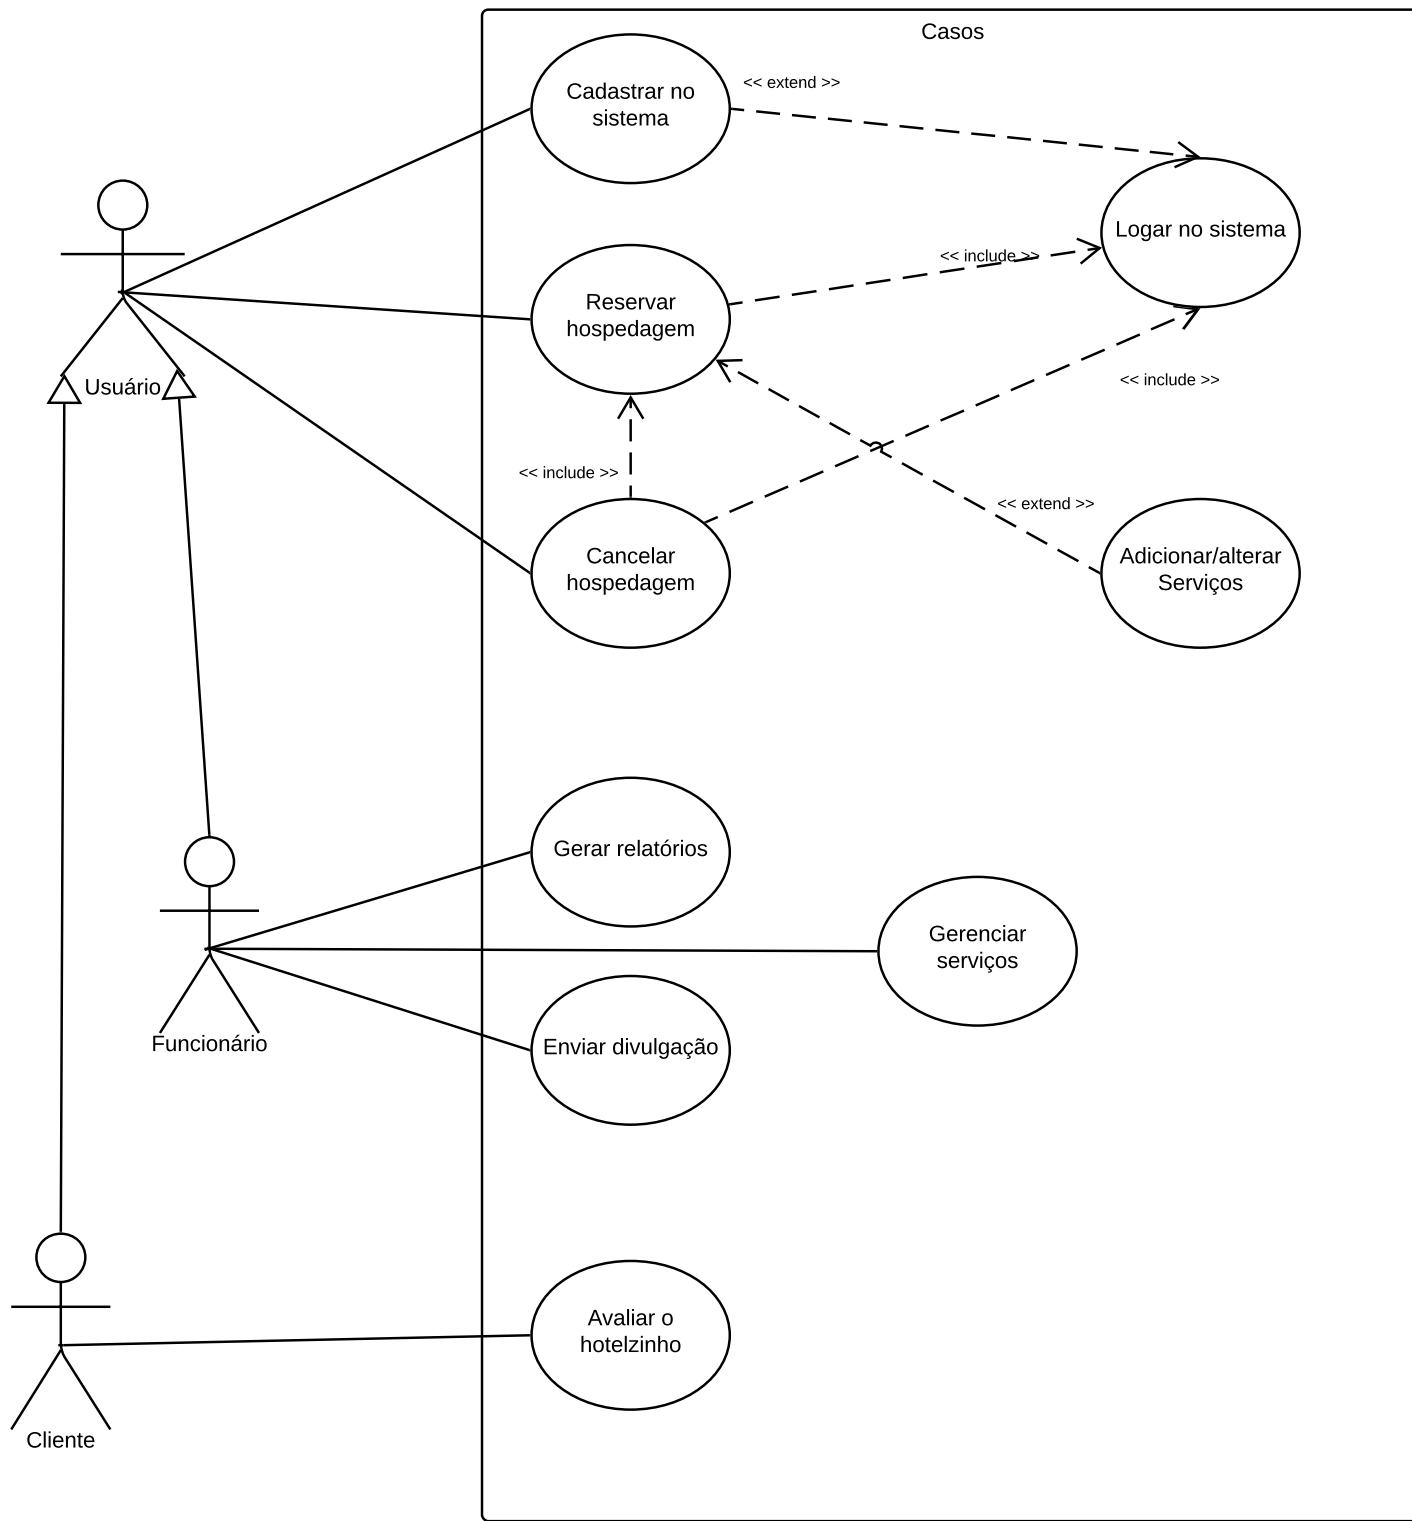 Casos
Cadastrar no
sistema
<< extend >>
Logar no sistema
<< include >>
Reservar
hospedagem
Usuário
<< include >>
<< include >>
<< extend >>
Cancelar
hospedagem
Adicionar/alterar
Serviços
Gerar relatórios
Gerenciar
serviços
Funcionário
Enviar divulgação
Avaliar o
hotelzinho
Cliente